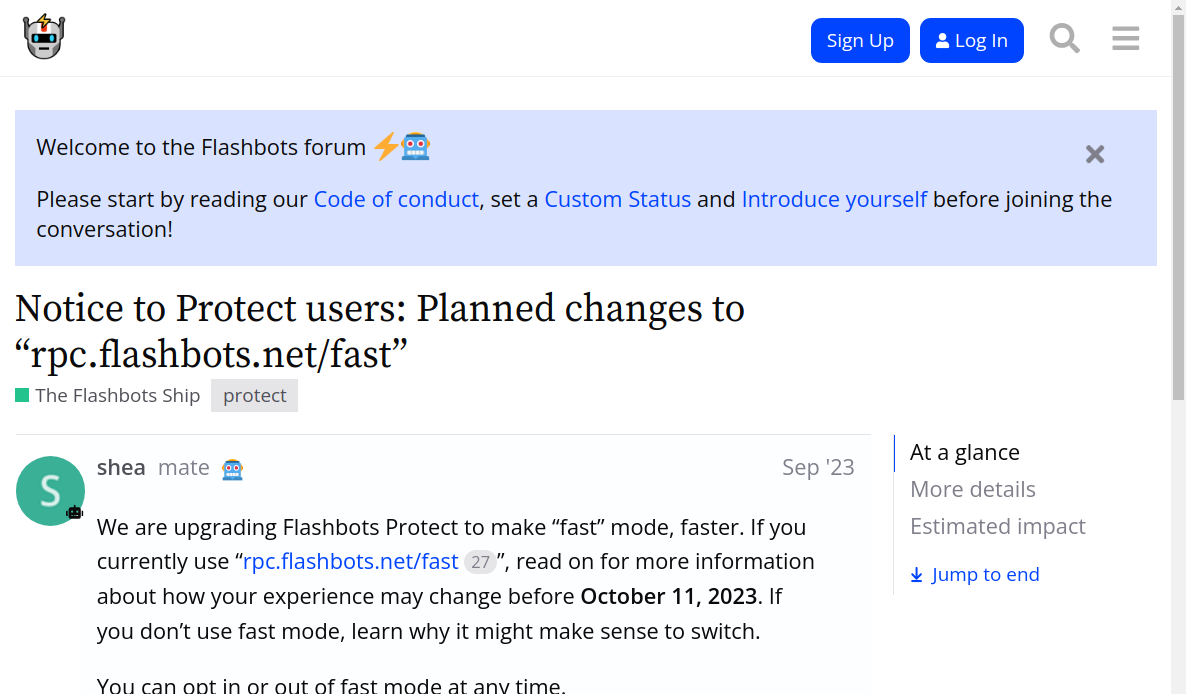 Sign Up
Log In
Welcome to the Flashbots forum
Please start by reading our Code of conduct, set a Custom Status and Introduce yourself before joining the
conversation!
Notice to Protect users: Planned changes to
“rpc.flashbots.net/fast”
The Flashbots Ship protect
S
shea mate Sep '23
We are upgrading Flashbots Protect to make “fast” mode, faster. If you
currently use “rpc.flashbots.net/fast 27”, read on for more information
about how your experience may change before October 11, 2023. If
you don’t use fast mode, learn why it might make sense to switch.
You can opt in or out of fast mode at any time.
At a glance
More details
Estimated impact
Jump to end